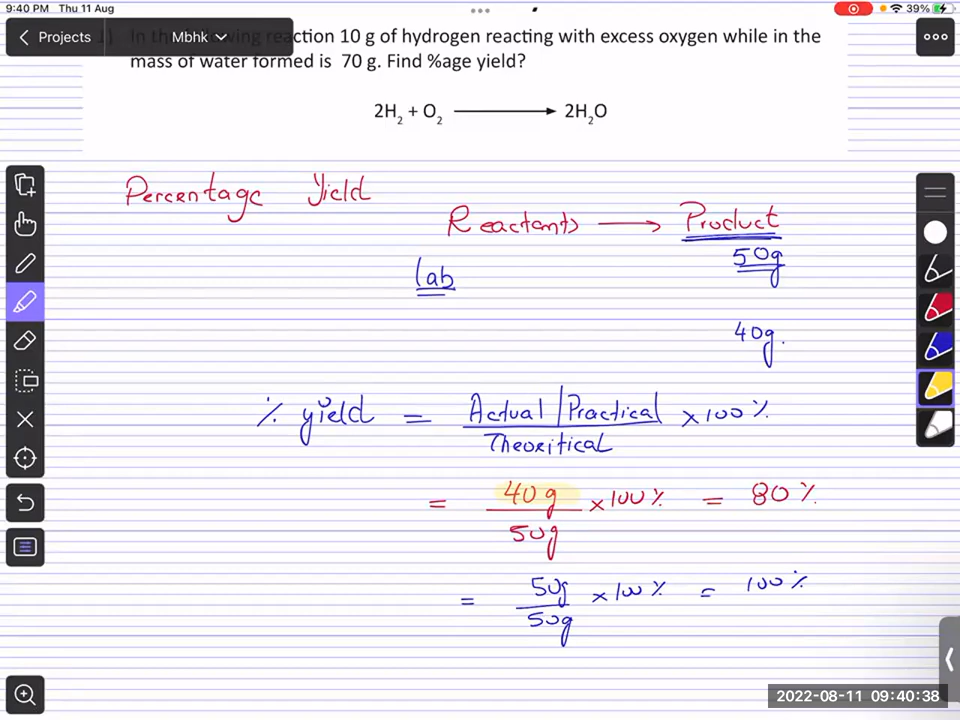 9:40 PM Thu 11 Aug
39%
Projects
Mbhk
reaction 10 g of hydrogen reacting with excess oxygen while in the
mass of water formed is 70 g. Find %age yield?
2H₂ + O₂ ⟶ 2H₂O
Percentage Yield
Reactants ⟶ Product
50g
lab
40g.
% yield = Actual/Practical / Theoritical × 100%
= 40g / 50g × 100% = 80%
= 50g / 50g × 100% = 100%
2022-08-11 09:40:38